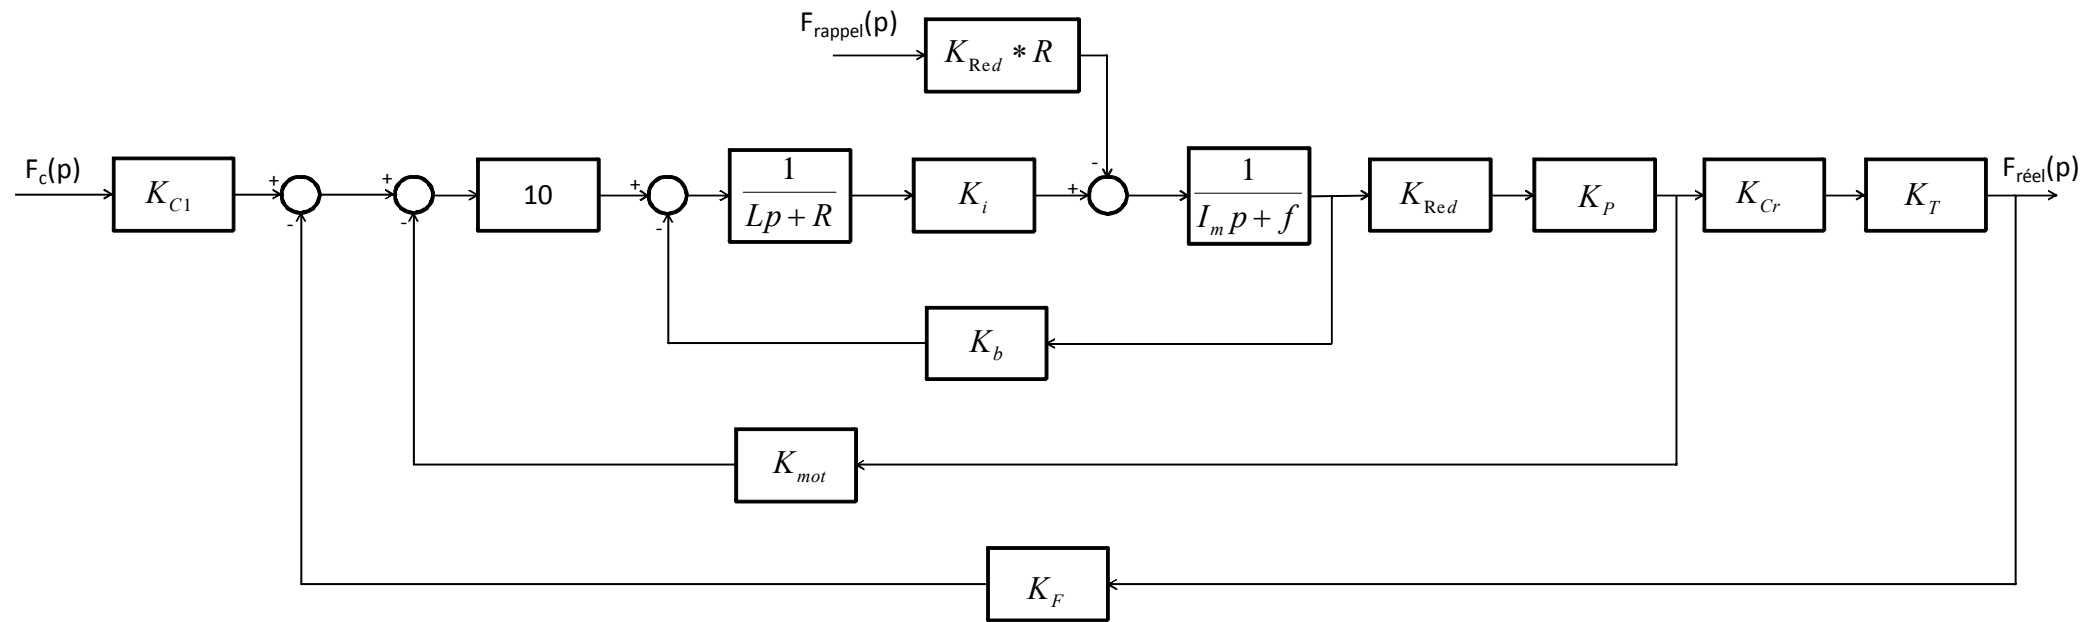 F_rappel(p)
K_Red * R
F_c(p)
K_C1
+
-
+
-
10
+
-
1
Lp + R
K_i
+
-
1
I_m p + f
K_Red
K_P
K_Cr
K_T
F_réel(p)
K_b
K_mot
K_F